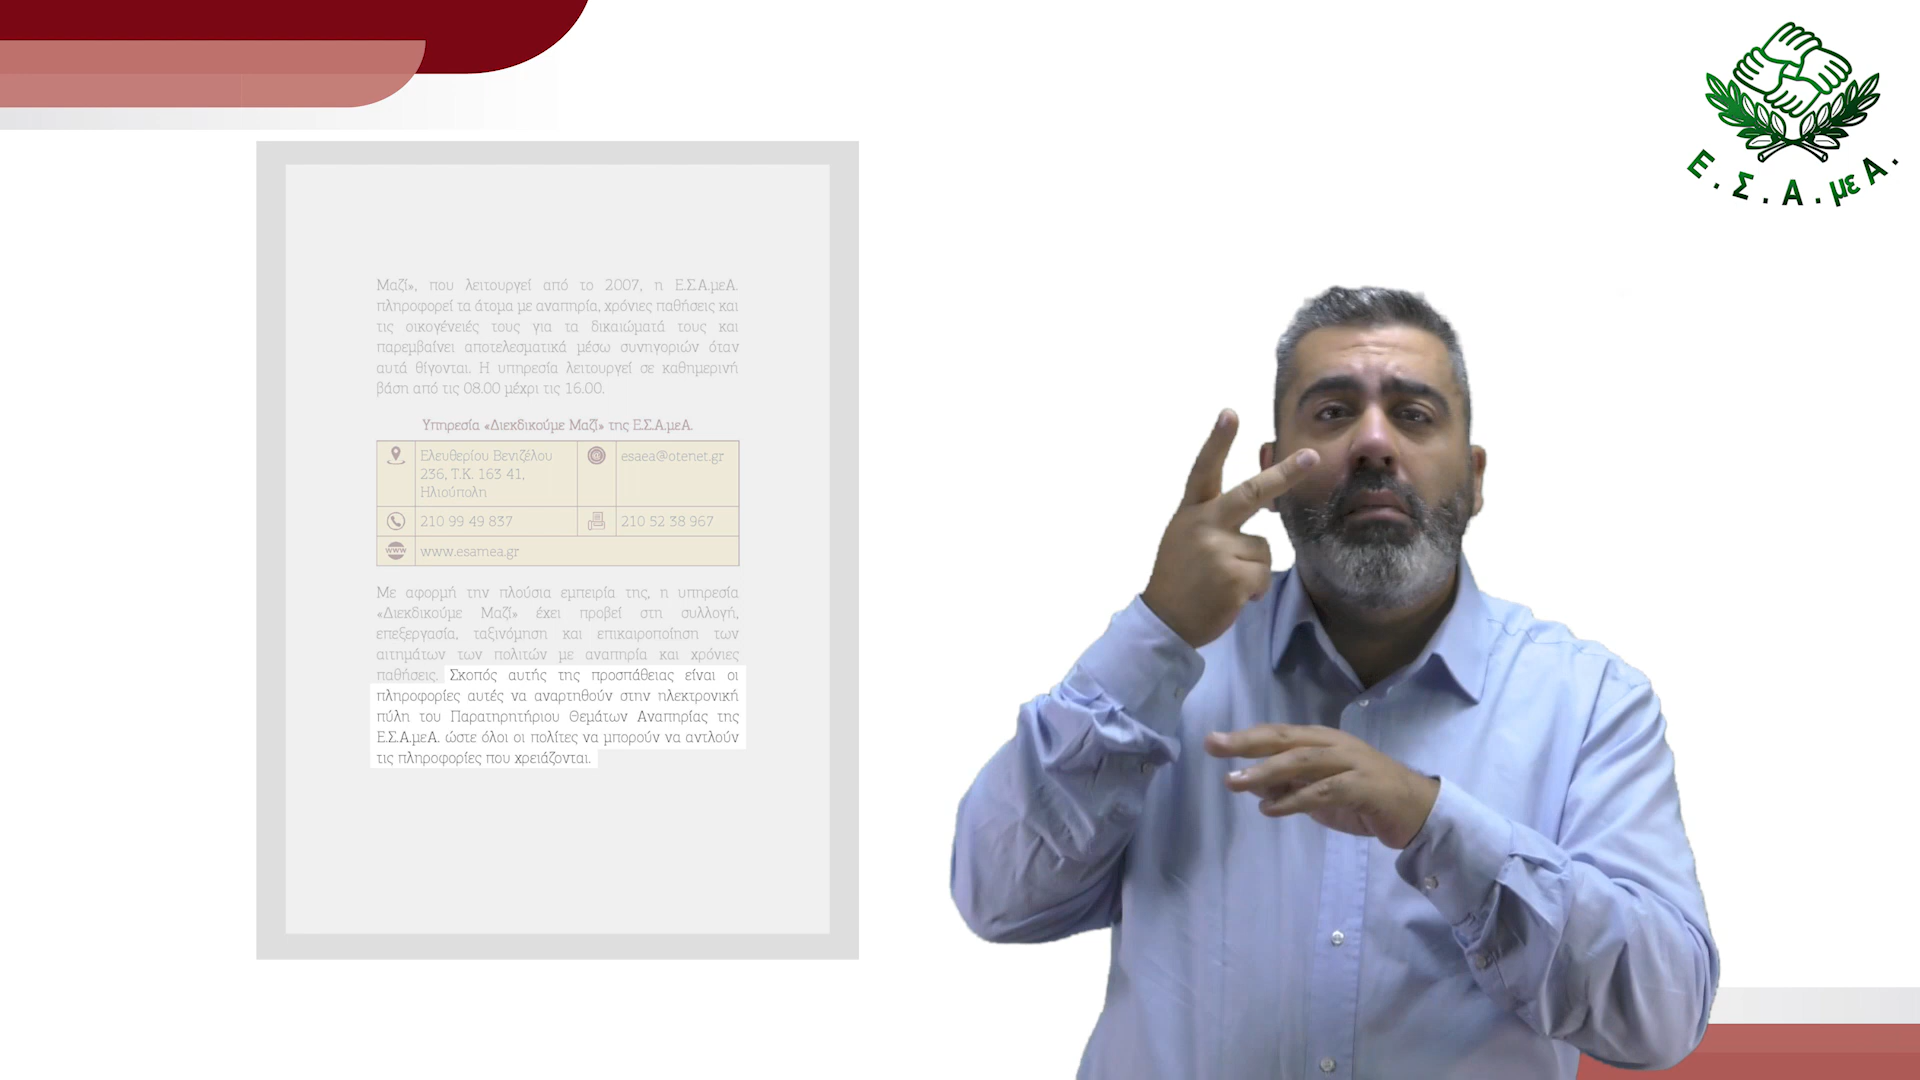 Ε.Σ.Α.μεΑ.
Μαζί», που λειτουργεί από το 2007, η Ε.Σ.Α.μεΑ.
πληροφορεί τα άτομα με αναπηρία, χρόνιες παθήσεις και
τις οικογένειές τους για τα δικαιώματά τους και
παρεμβαίνει αποτελεσματικά μέσω συνηγοριών όταν
αυτά θίγονται. Η υπηρεσία λειτουργεί σε καθημερινή
βάση από τις 08.00 μέχρι τις 16.00.
Υπηρεσία «Διεκδικούμε Μαζί» της Ε.Σ.Α.μεΑ.
Ελευθερίου Βενιζέλου
236, Τ.Κ. 163 41,
Ηλιούπολη
esaea@otenet.gr
210 99 49 837
210 52 38 967
www
www.esamea.gr
Με αφορμή την πλούσια εμπειρία της, η υπηρεσία
«Διεκδικούμε Μαζί» έχει προβεί στη συλλογή,
επεξεργασία, ταξινόμηση και επικαιροποίηση των
αιτημάτων των πολιτών με αναπηρία και χρόνιες
παθήσεις. Σκοπός αυτής της προσπάθειας είναι οι
πληροφορίες αυτές να αναρτηθούν στην ηλεκτρονική
πύλη του Παρατηρητήριου Θεμάτων Αναπηρίας της
Ε.Σ.Α.μεΑ. ώστε όλοι οι πολίτες να μπορούν να αντλούν
τις πληροφορίες που χρειάζονται.